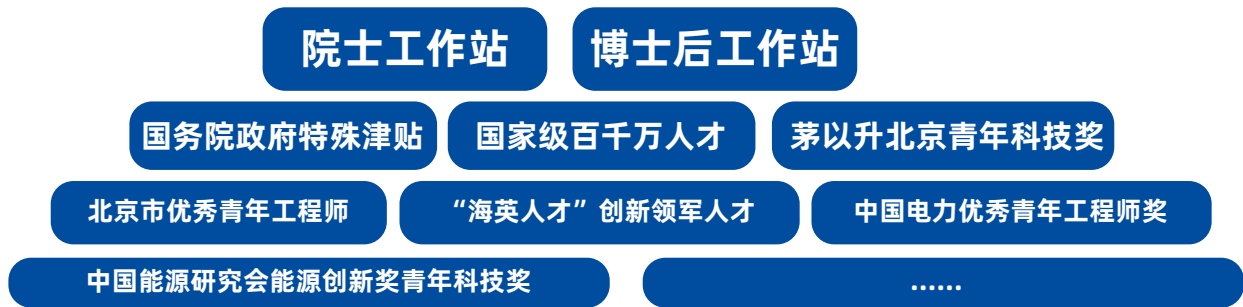 院士工作站
博士后工作站
国务院政府特殊津贴
国家级百千万人才
茅以升北京青年科技奖
北京市优秀青年工程师
“海英人才”创新领军人才
中国电力优秀青年工程师奖
中国能源研究会能源创新奖青年科技奖
......